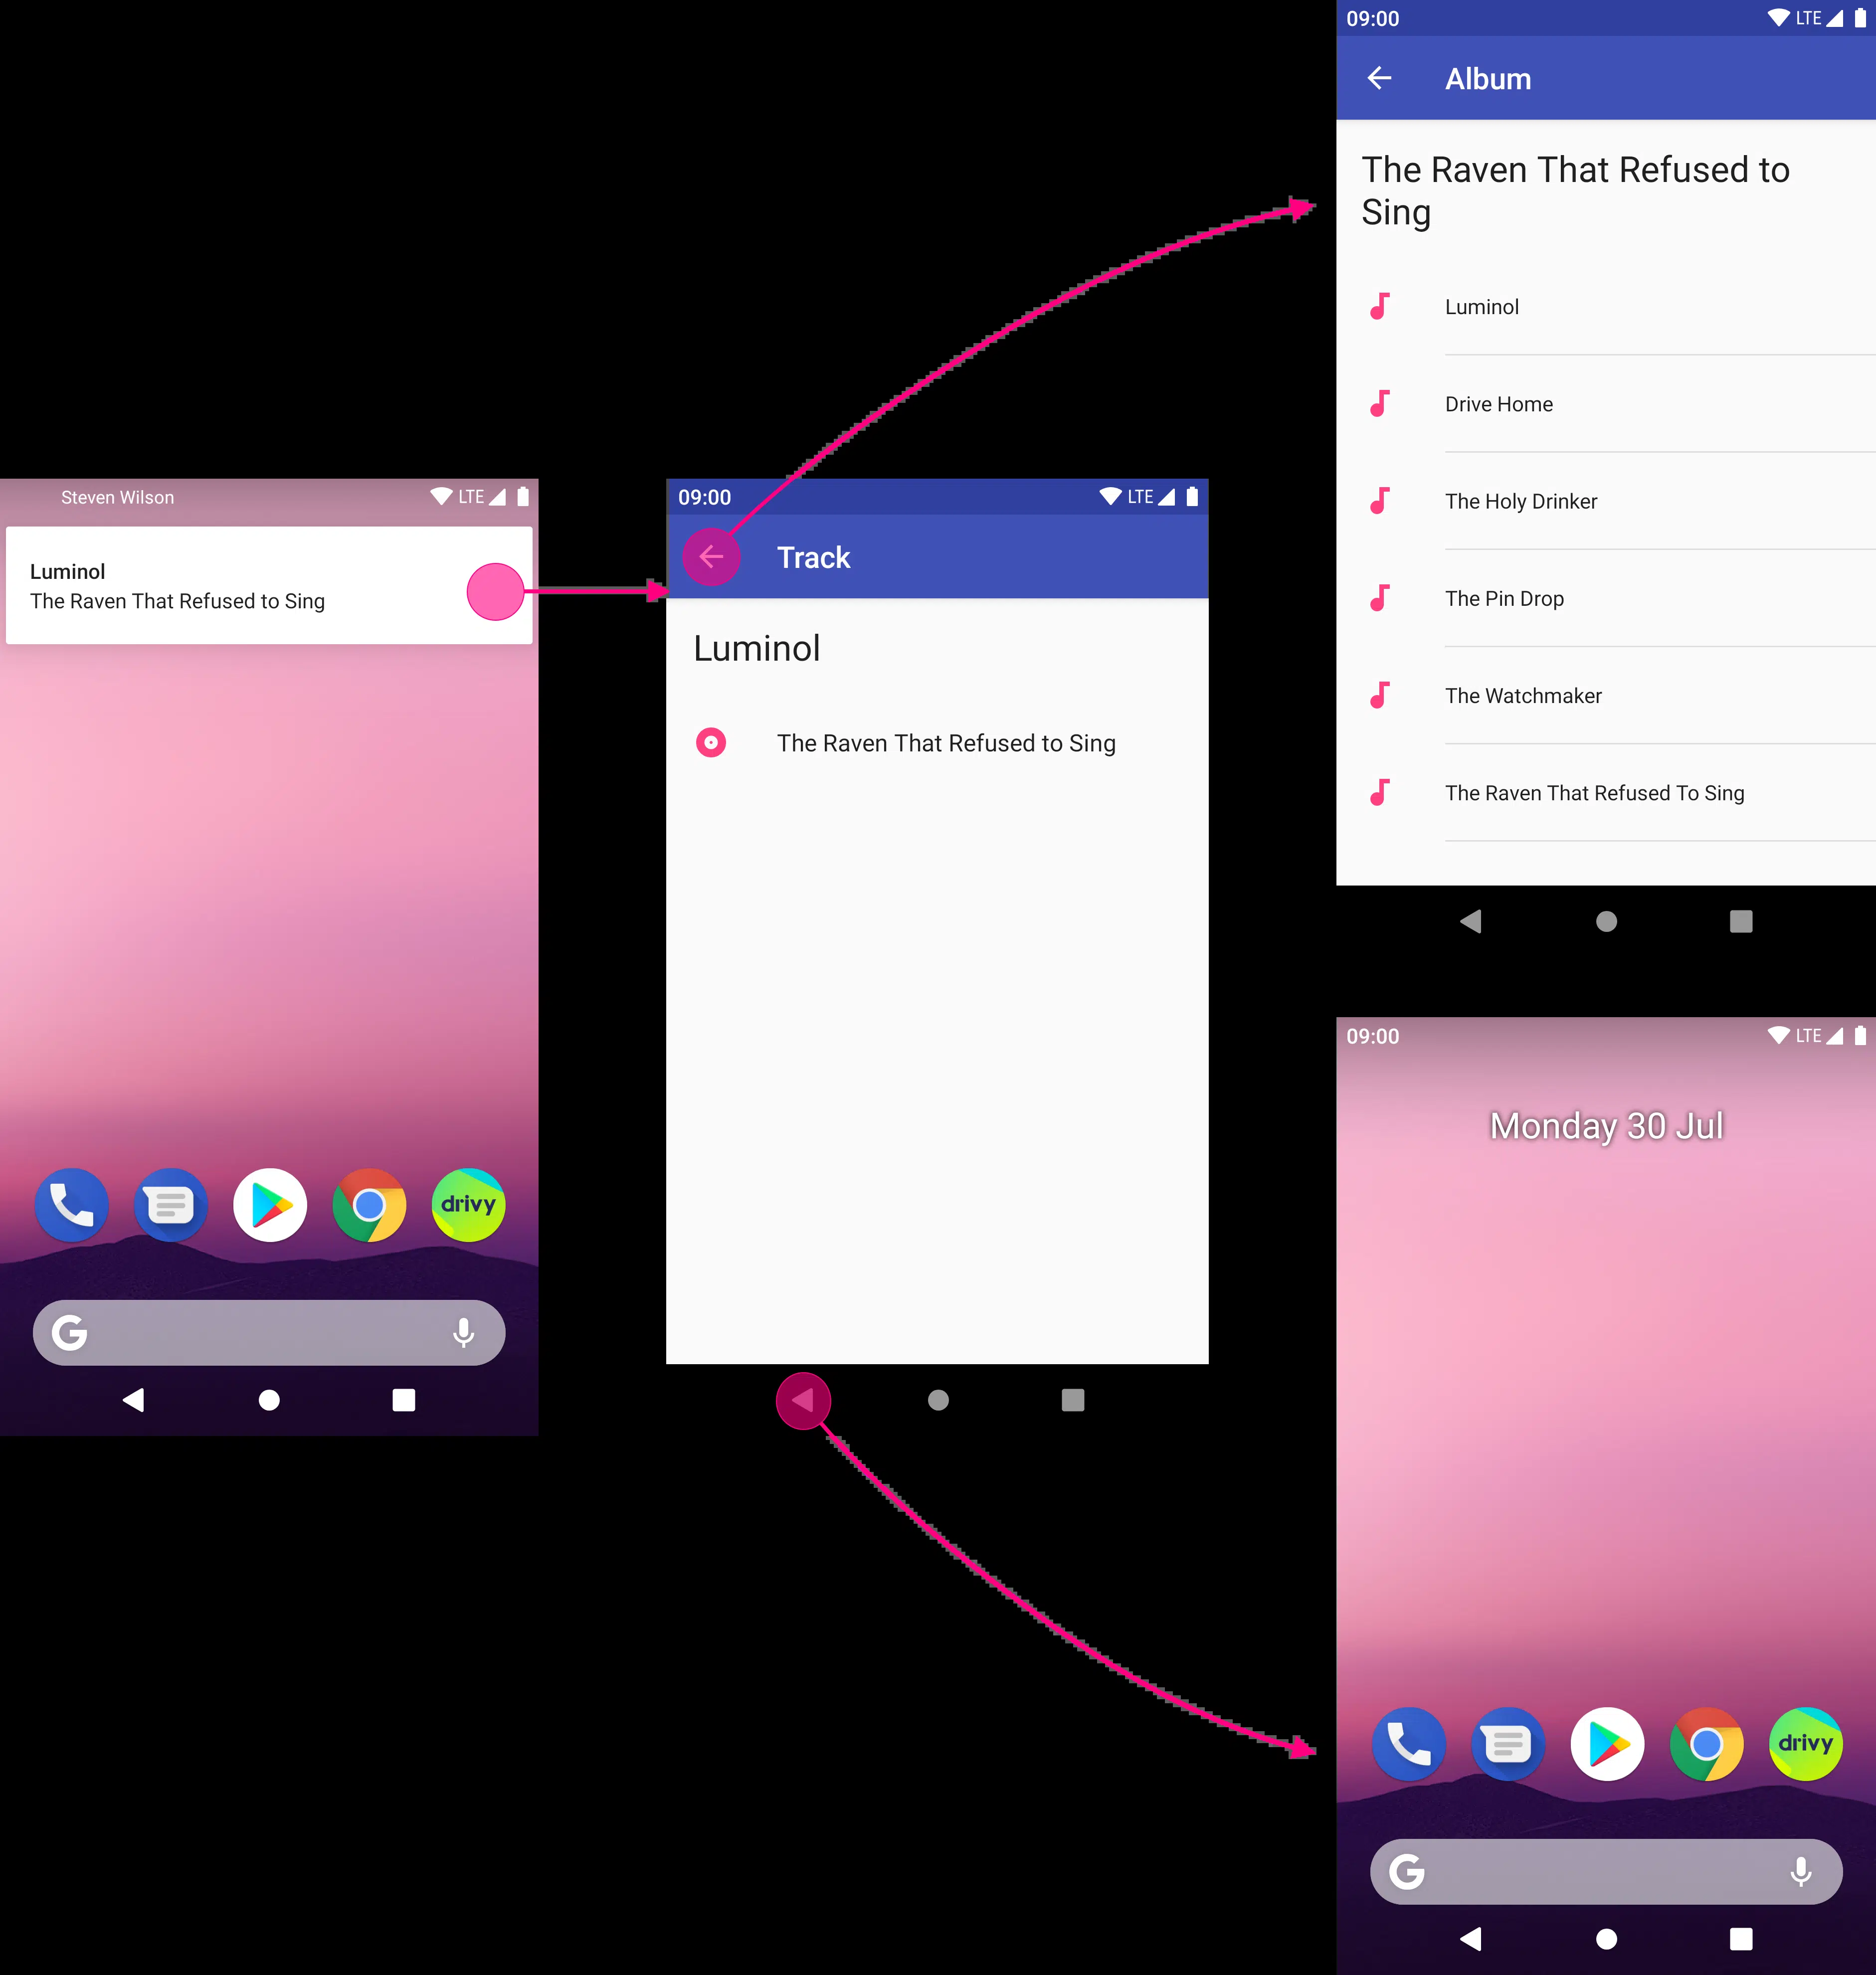 Steven Wilson
LTE
Luminol
The Raven That Refused to Sing
drivy
G
09:00
LTE
Track
Luminol
The Raven That Refused to Sing
09:00
LTE
Album
The Raven That Refused to
Sing
Luminol
Drive Home
The Holy Drinker
The Pin Drop
The Watchmaker
The Raven That Refused To Sing
09:00
LTE
Monday 30 Jul
drivy
G